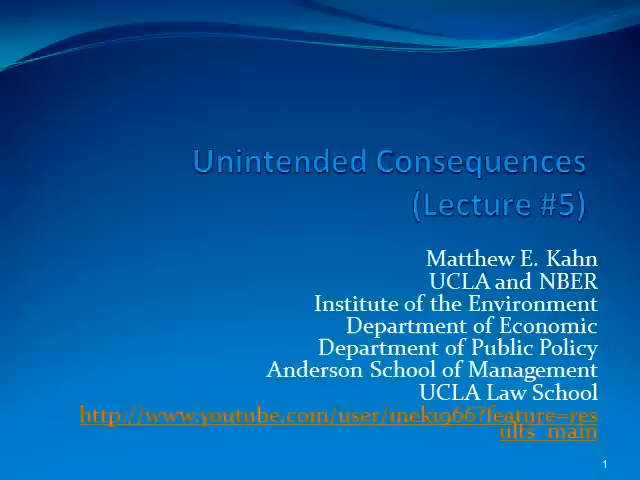 Unintended Consequences
(Lecture #5)
Matthew E. Kahn
UCLA and NBER
Institute of the Environment
Department of Economic
Department of Public Policy
Anderson School of Management
UCLA Law School
http://www.youtube.com/user/mek1966?feature=res
ults_main
1